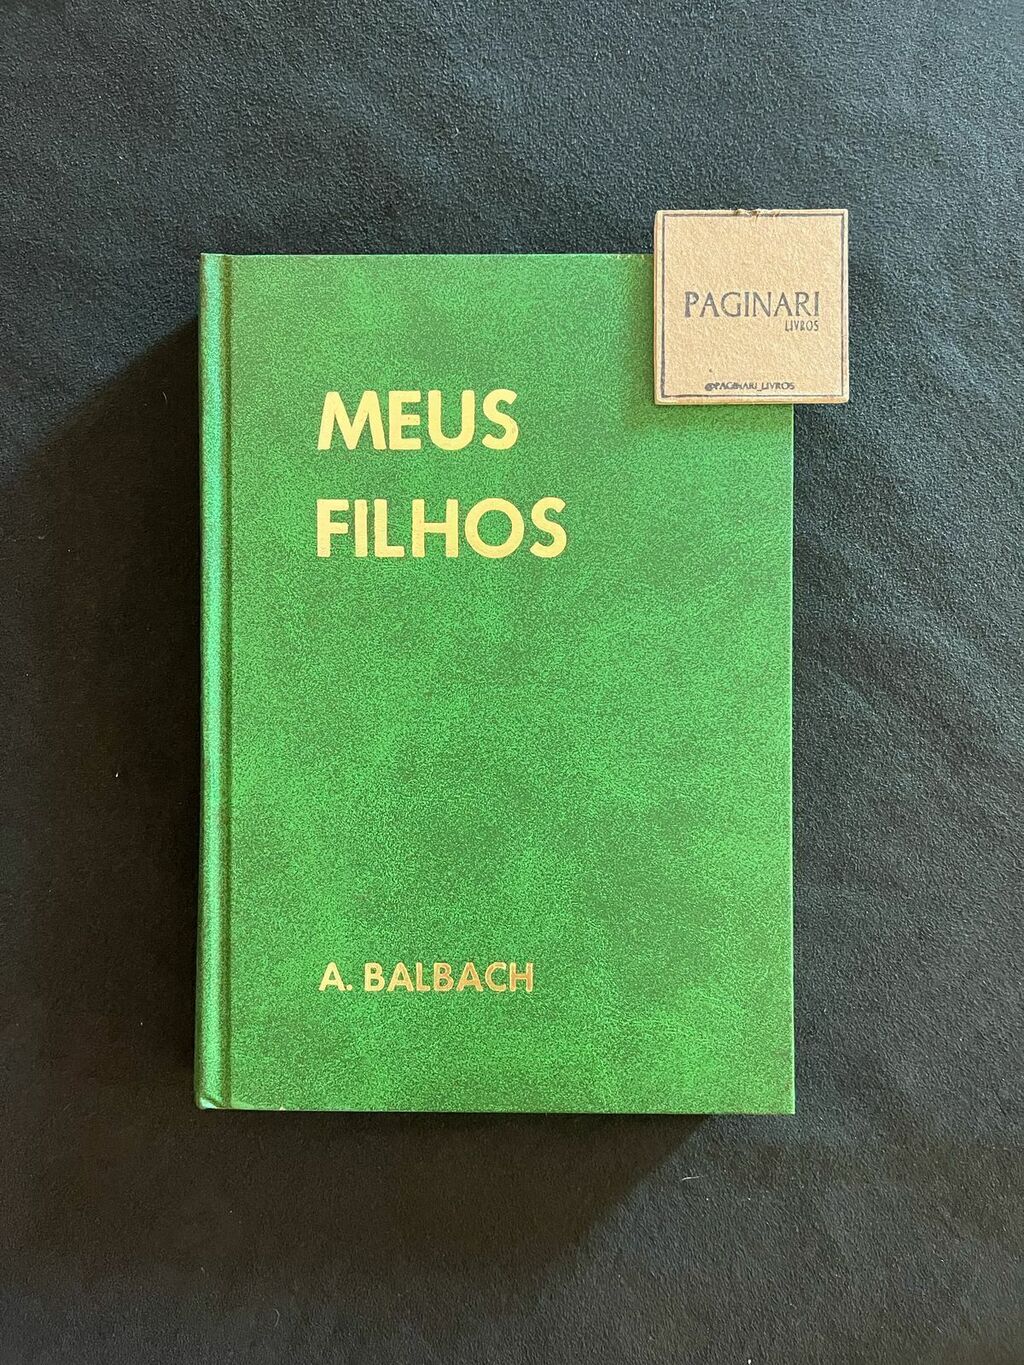 PAGINARI
LIVROS
@PAGINARI_LIVROS
MEUS
FILHOS
A. BALBACH